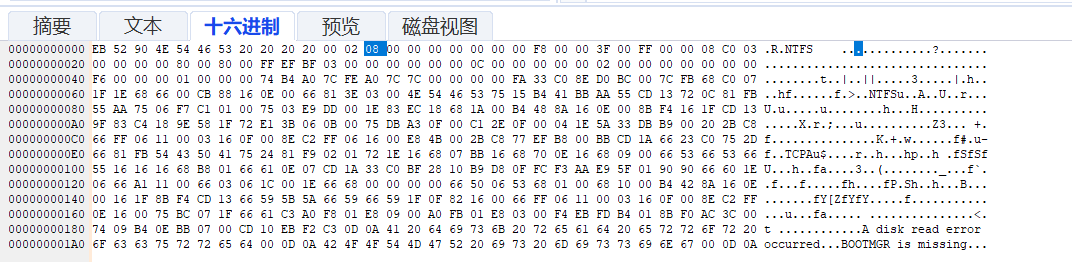 摘要 文本 十六进制 预览 磁盘视图
00000000000 EB 52 90 4E 54 46 53 20 20 20 20 00 02 08 00 00 00 00 00 00 00 F8 00 00 3F 00 FF 00 00 08 C0 03 .R.NTFS    ..........?.......
00000000020 00 00 00 00 80 00 80 00 FF EF BF 03 00 00 00 00 00 00 0C 00 00 00 00 00 02 00 00 00 00 00 00 00 ................................
00000000040 F6 00 00 00 01 00 00 00 74 B4 A0 7C FE A0 7C 7C 00 00 00 00 FA 33 C0 8E D0 BC 00 7C FB 68 C0 07 ........t..|..||.....3.....|.h..
00000000060 1F 1E 68 66 00 CB 88 16 0E 00 66 81 3E 03 00 4E 54 46 53 75 15 B4 41 BB AA 55 CD 13 72 0C 81 FB ..hf......f.>..NTFSu..A..U..r...
00000000080 55 AA 75 06 F7 C1 01 00 75 03 E9 DD 00 1E 83 EC 18 68 1A 00 B4 48 8A 16 0E 00 8B F4 16 1F CD 13 U.u.....u........h...H..........
000000000A0 9F 83 C4 18 9E 58 1F 72 E1 3B 06 0B 00 75 DB A3 0F 00 C1 2E 0F 00 04 1E 5A 33 DB B9 00 20 2B C8 .....X.r.;...u..........Z3... +.
000000000C0 66 FF 06 11 00 03 16 0F 00 8E C2 FF 06 16 00 E8 4B 00 2B C8 77 EF B8 00 BB CD 1A 66 23 C0 75 2D f...............K.+.w......f#.u-
000000000E0 66 81 FB 54 43 50 41 75 24 81 F9 02 01 72 1E 16 68 07 BB 16 68 70 0E 16 68 09 00 66 53 66 53 66 f..TCPAu$....r..h...hp..h..fSfSf
00000000100 55 16 16 16 68 B8 01 66 61 0E 07 CD 1A 33 C0 BF 28 10 B9 D8 0F FC F3 AA E9 5F 01 90 90 66 60 1E U...h..fa....3..(........_...f`.
00000000120 06 66 A1 11 00 66 03 06 1C 00 1E 66 68 00 00 00 00 66 50 06 53 68 01 00 68 10 00 B4 42 8A 16 0E .f...f.....fh....fP.Sh..h...B...
00000000140 00 16 1F 8B F4 CD 13 66 59 5B 5A 66 59 66 59 1F 0F 82 16 00 66 FF 06 11 00 03 16 0F 00 8E C2 FF .......fY[ZfYfY.....f...........
00000000160 0E 16 00 75 BC 07 1F 66 61 C3 A0 F8 01 E8 09 00 A0 FB 01 E8 03 00 F4 EB FD B4 01 8B F0 AC 3C 00 ...u...fa.....................<.
00000000180 74 09 B4 0E BB 07 00 CD 10 EB F2 C3 0D 0A 41 20 64 69 73 6B 20 72 65 61 64 20 65 72 72 6F 72 20 t.............A disk read error
000000001A0 6F 63 63 75 72 72 65 64 00 0D 0A 42 4F 4F 54 4D 47 52 20 69 73 20 6D 69 73 73 69 6E 67 00 0D 0A occurred...BOOTMGR is missing...